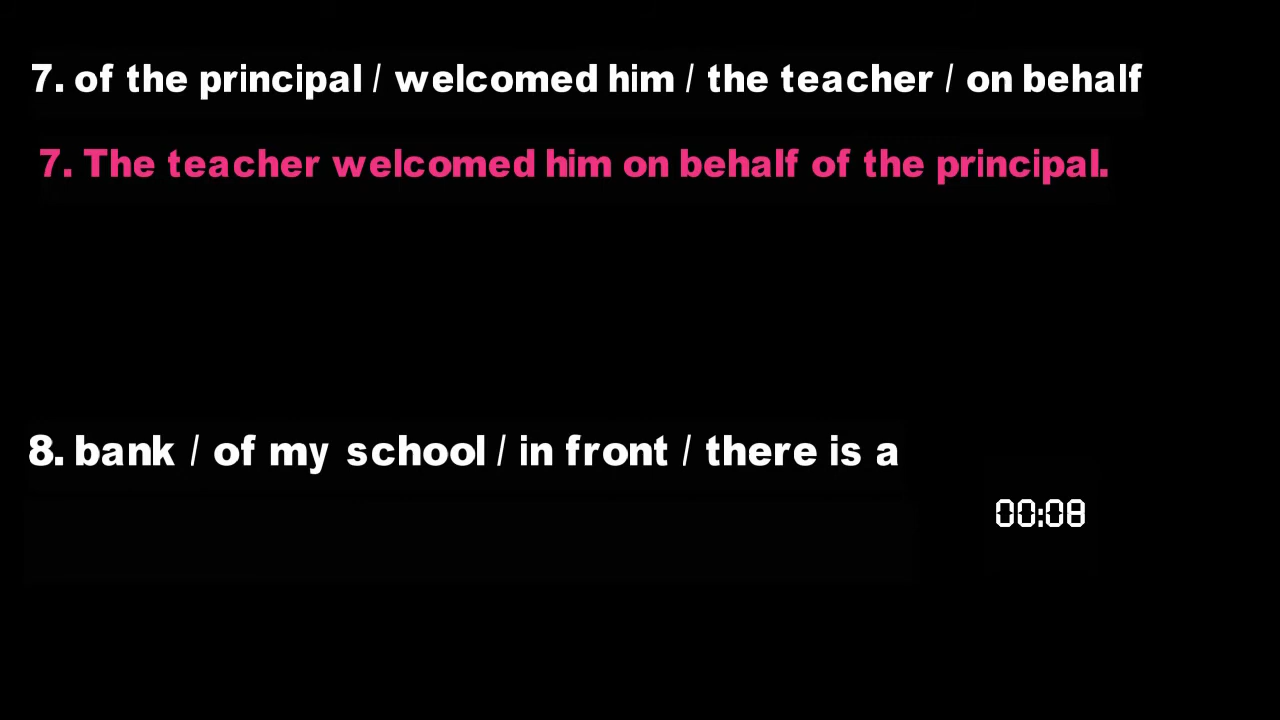 7. of the principal / welcomed him / the teacher / on behalf
7. The teacher welcomed him on behalf of the principal.
8. bank / of my school / in front / there is a
00:08